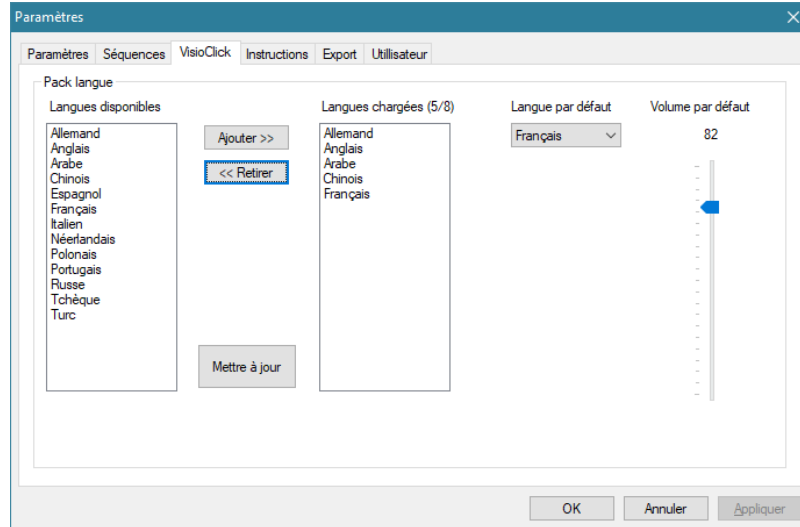 Paramètres
Paramètres Séquences VisioClick Instructions Export Utilisateur
Pack langue
Langues disponibles
Allemand
Anglais
Arabe
Chinois
Espagnol
Français
Italien
Néerlandais
Polonais
Portugais
Russe
Tchèque
Turc
Ajouter >>
<< Retirer
Mettre à jour
Langues chargées (5/8)
Allemand
Anglais
Arabe
Chinois
Français
Langue par défaut
Français
Volume par défaut
82
OK Annuler Appliquer